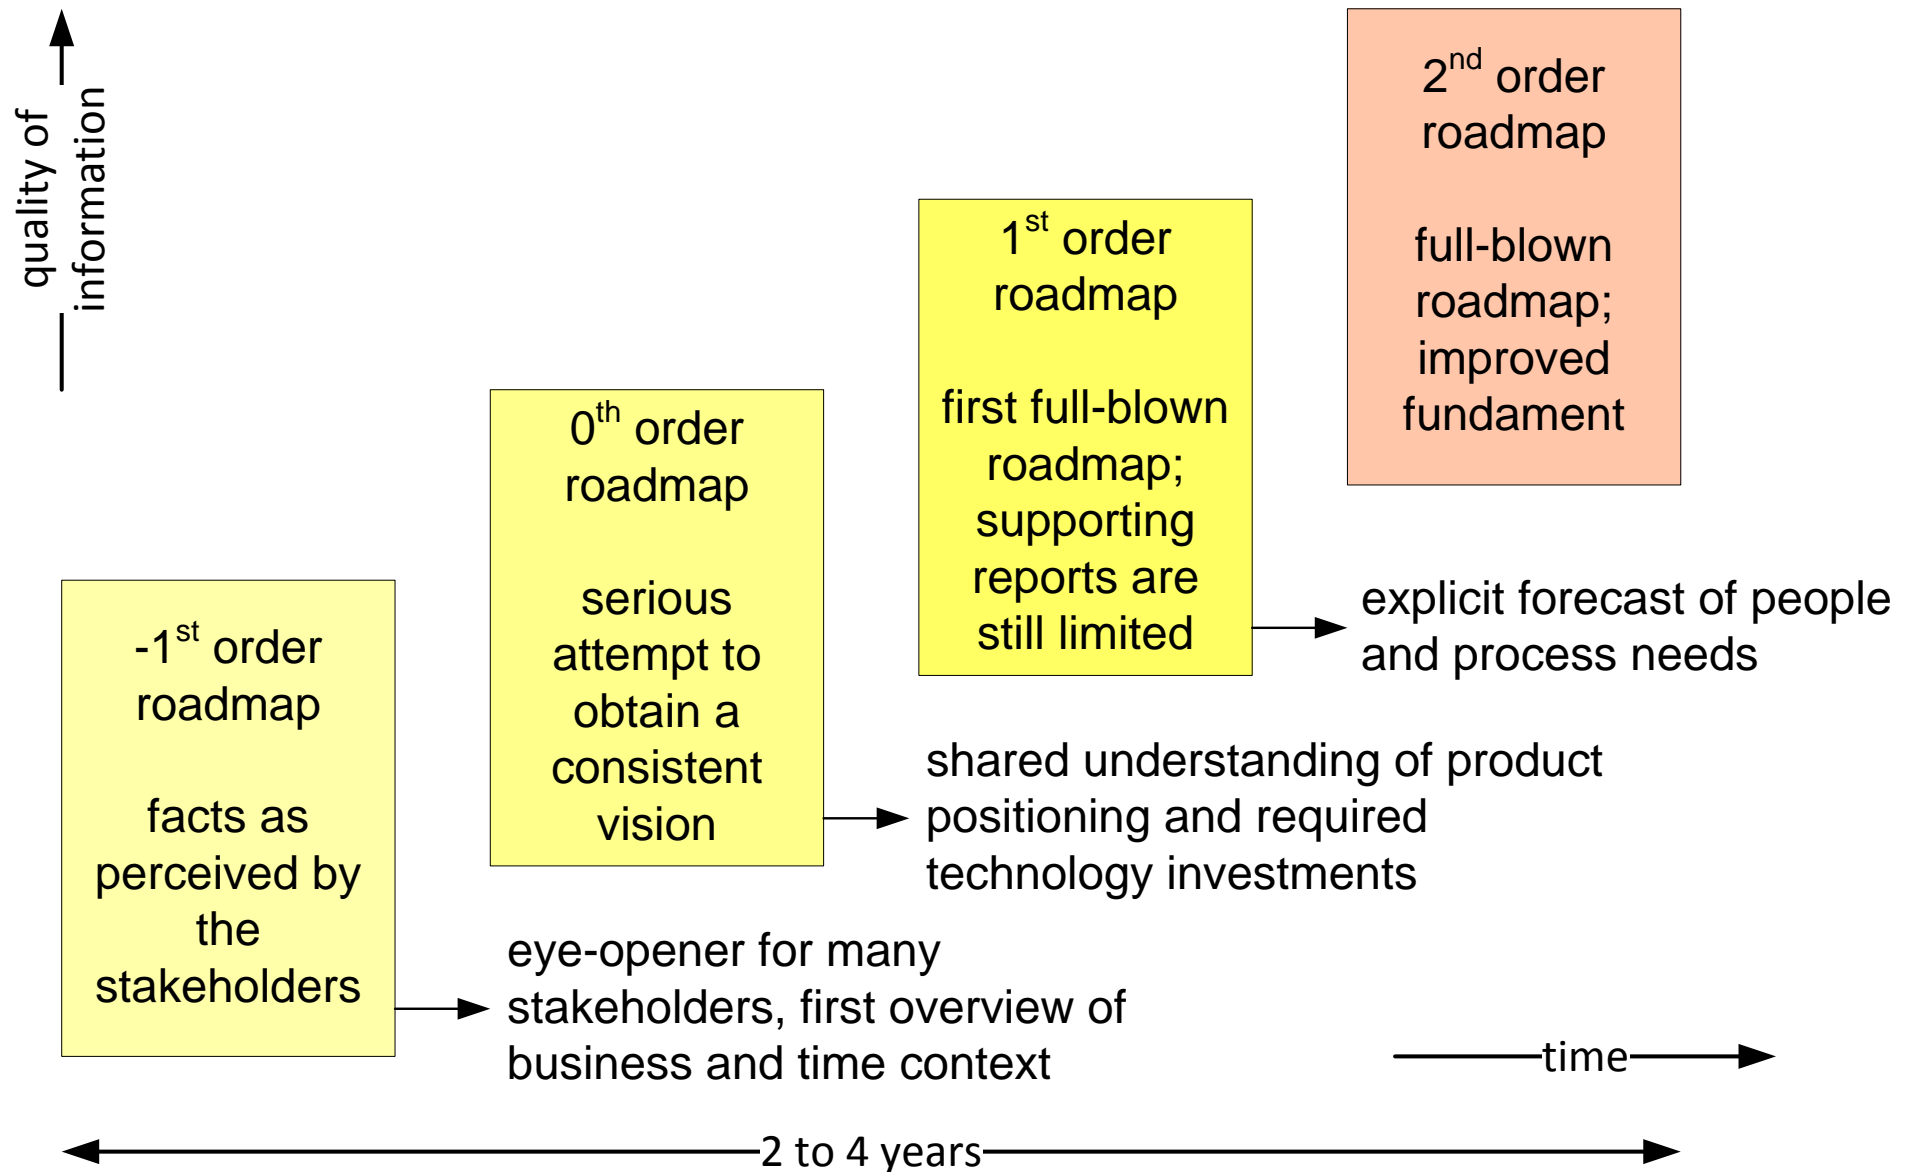 quality of
information
-1st order
roadmap
facts as
perceived by
the
stakeholders
eye-opener for many
stakeholders, first overview of
business and time context
0th order
roadmap
serious
attempt to
obtain a
consistent
vision
shared understanding of product
positioning and required
technology investments
1st order
roadmap
first full-blown
roadmap;
supporting
reports are
still limited
explicit forecast of people
and process needs
2nd order
roadmap
full-blown
roadmap;
improved
fundament
time
2 to 4 years